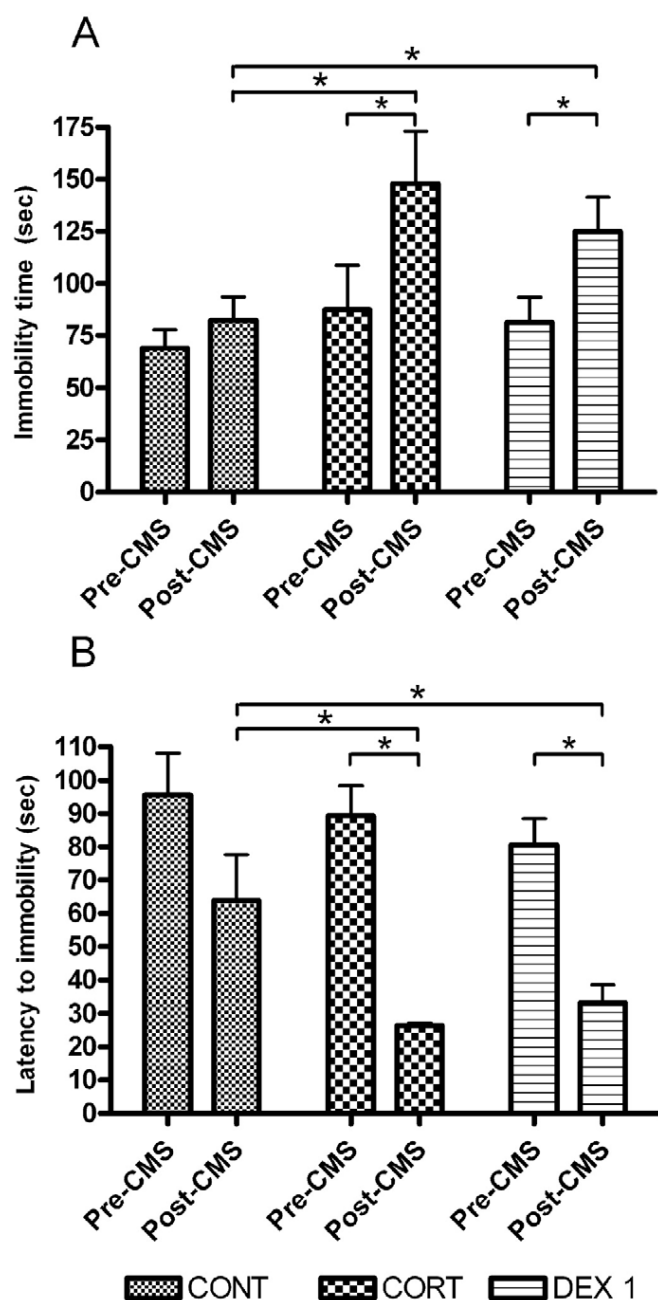 A
*
*
*
*
175
150
125
100
75
50
25
0
Immobility time (sec)
Pre-CMS
Post-CMS
Pre-CMS
Post-CMS
Pre-CMS
Post-CMS
B
*
*
*
*
110
100
90
80
70
60
50
40
30
20
10
0
Latency to immobility (sec)
Pre-CMS
Post-CMS
Pre-CMS
Post-CMS
Pre-CMS
Post-CMS
CONT CORT DEX 1